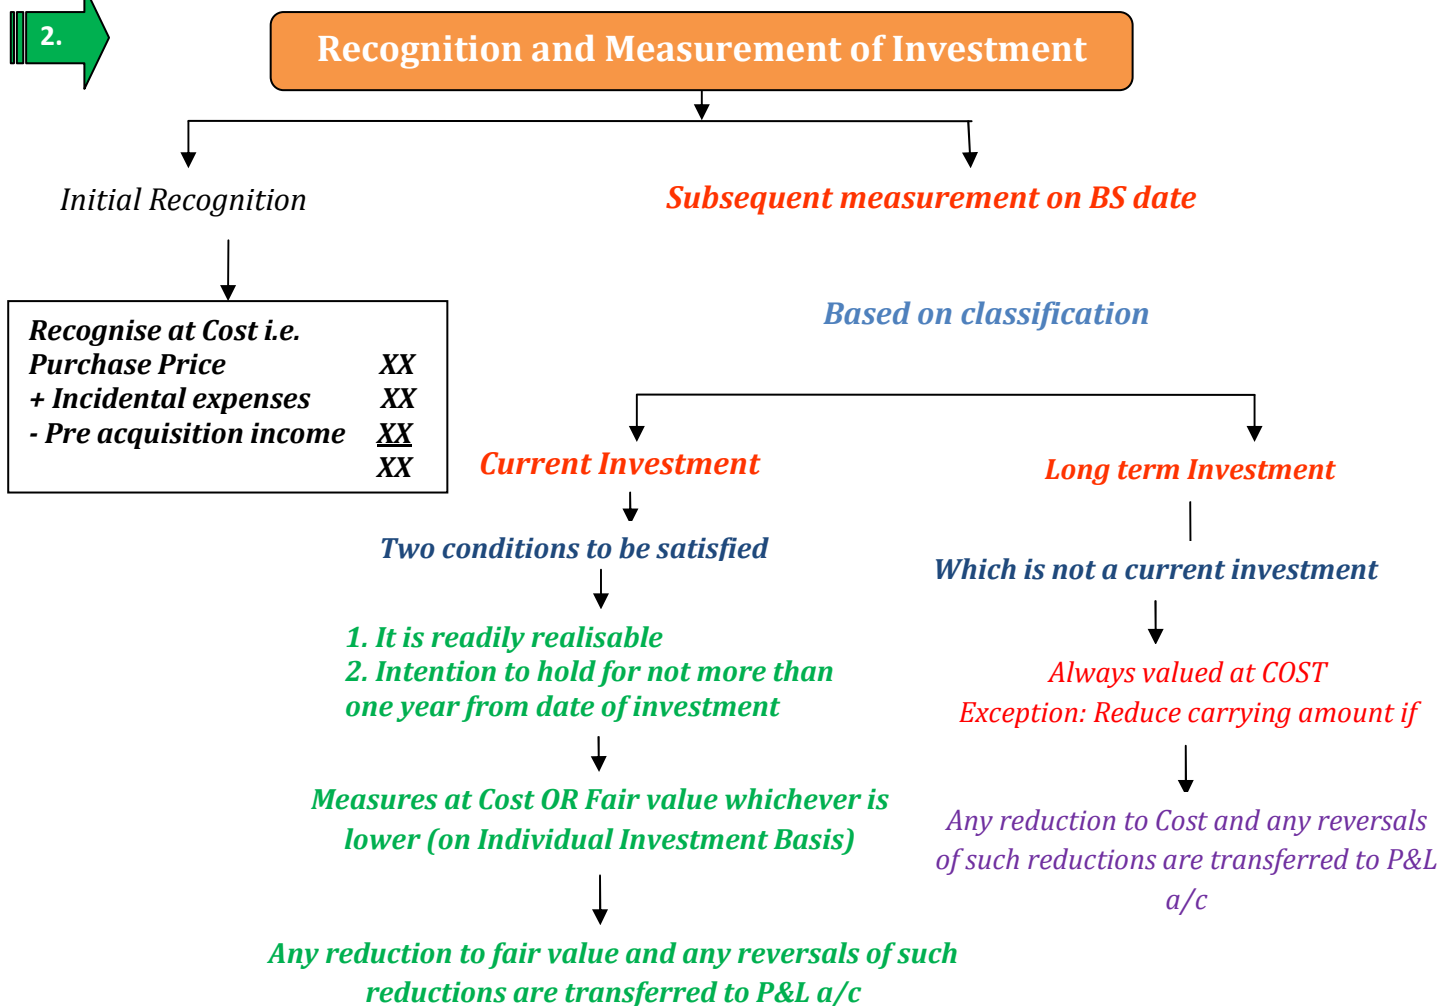 2.
Recognition and Measurement of Investment
Initial Recognition
Subsequent measurement on BS date
Recognise at Cost i.e.
Purchase Price XX
+ Incidental expenses XX
- Pre acquisition income XX
XX
Based on classification
Current Investment
Two conditions to be satisfied
1. It is readily realisable
2. Intention to hold for not more than
one year from date of investment
Measures at Cost OR Fair value whichever is
lower (on Individual Investment Basis)
Any reduction to fair value and any reversals of such
reductions are transferred to P&L a/c
Long term Investment
Which is not a current investment
Always valued at COST
Exception: Reduce carrying amount if
Any reduction to Cost and any reversals
of such reductions are transferred to P&L
a/c